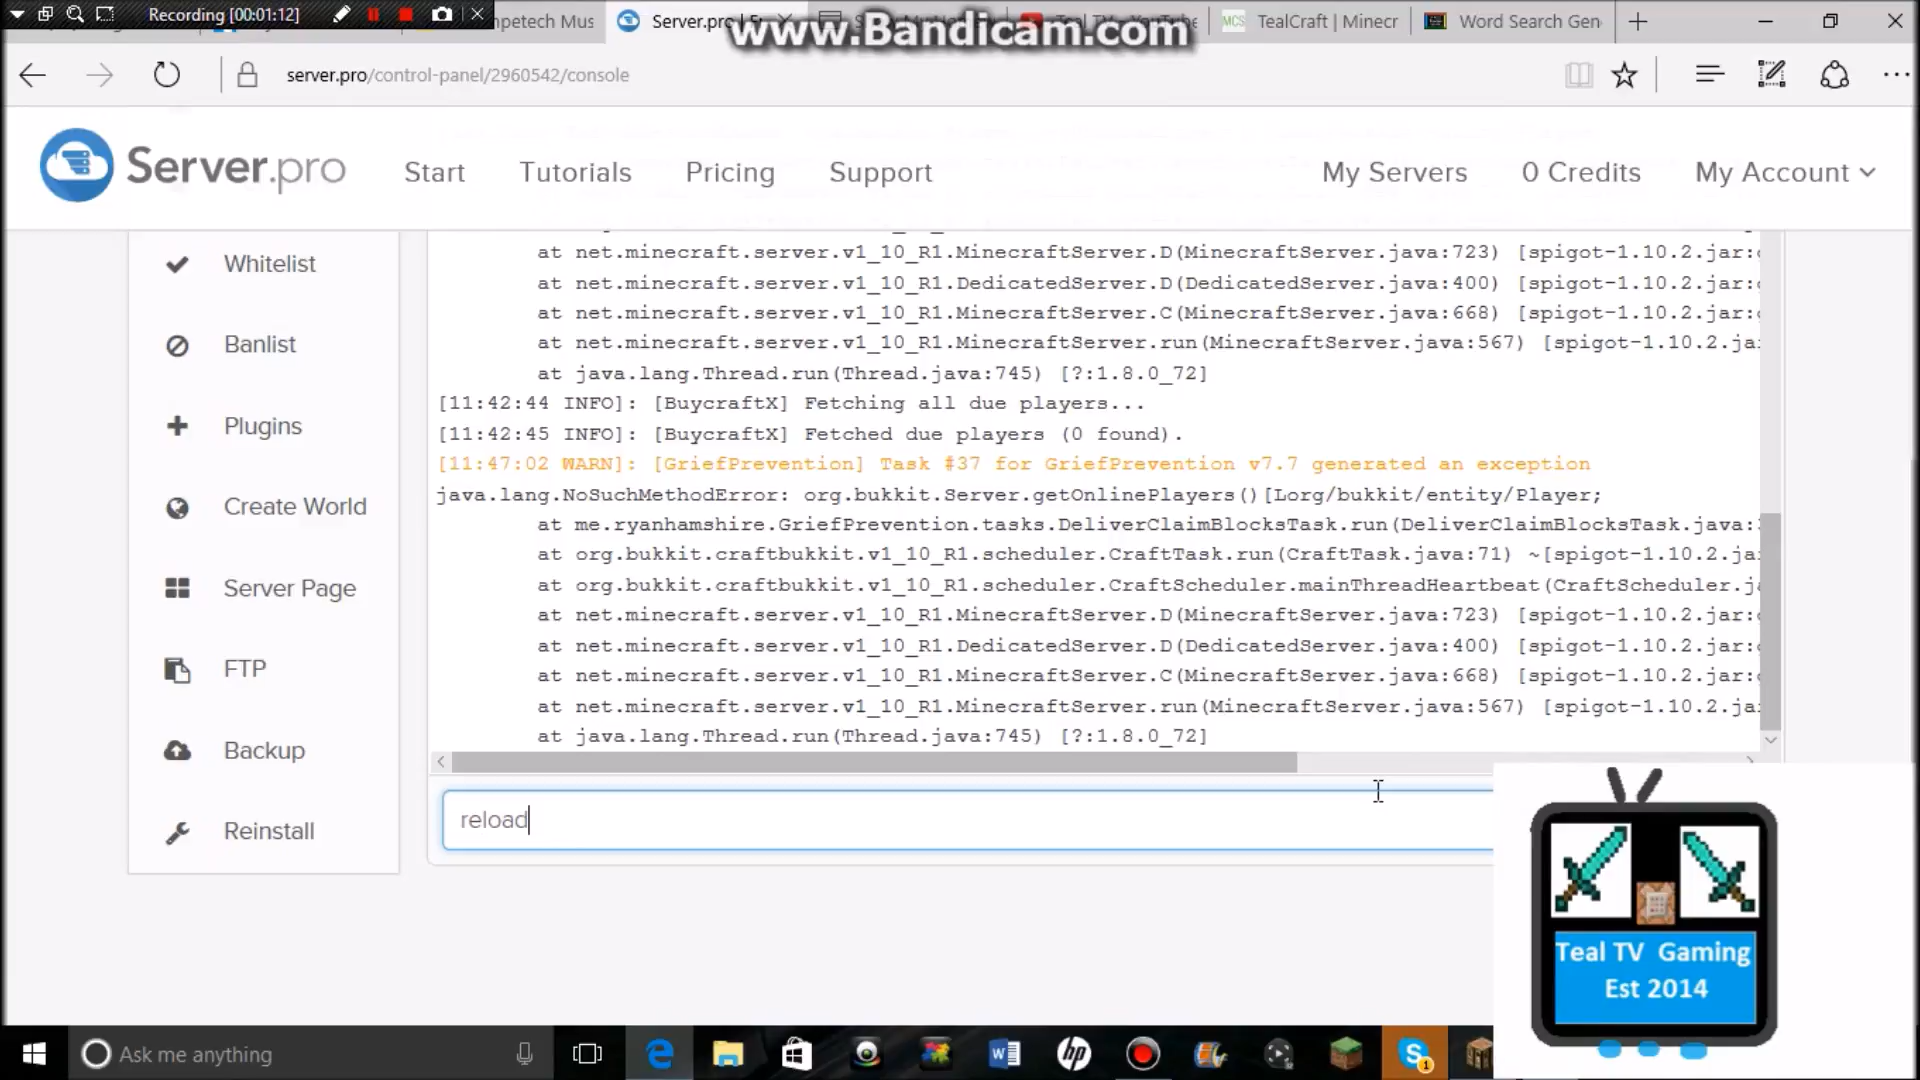 Recording [00:01:12]
mpetech Mus
Server.pro | F
Teal TV - YouTube
TealCraft | Minecr
Word Search Gen
www.Bandicam.com
server.pro/control-panel/2960542/console
Server.pro
Start
Tutorials
Pricing
Support
My Servers
0 Credits
My Account
Whitelist
Banlist
Plugins
Create World
Server Page
FTP
Backup
Reinstall
at net.minecraft.server.v1_10_R1.MinecraftServer.D(MinecraftServer.java:723) [spigot-1.10.2.jar:
at net.minecraft.server.v1_10_R1.DedicatedServer.D(DedicatedServer.java:400) [spigot-1.10.2.jar:
at net.minecraft.server.v1_10_R1.MinecraftServer.C(MinecraftServer.java:668) [spigot-1.10.2.jar:
at net.minecraft.server.v1_10_R1.MinecraftServer.run(MinecraftServer.java:567) [spigot-1.10.2.ja
at java.lang.Thread.run(Thread.java:745) [?:1.8.0_72]
[11:42:44 INFO]: [BuycraftX] Fetching all due players...
[11:42:45 INFO]: [BuycraftX] Fetched due players (0 found).
[11:47:02 WARN]: [GriefPrevention] Task #37 for GriefPrevention v7.7 generated an exception
java.lang.NoSuchMethodError: org.bukkit.Server.getOnlinePlayers()[Lorg/bukkit/entity/Player;
at me.ryanhamshire.GriefPrevention.tasks.DeliverClaimBlocksTask.run(DeliverClaimBlocksTask.java:
at org.bukkit.craftbukkit.v1_10_R1.scheduler.CraftTask.run(CraftTask.java:71) ~[spigot-1.10.2.ja
at org.bukkit.craftbukkit.v1_10_R1.scheduler.CraftScheduler.mainThreadHeartbeat(CraftScheduler.j
at net.minecraft.server.v1_10_R1.MinecraftServer.D(MinecraftServer.java:723) [spigot-1.10.2.jar:
at net.minecraft.server.v1_10_R1.DedicatedServer.D(DedicatedServer.java:400) [spigot-1.10.2.jar:
at net.minecraft.server.v1_10_R1.MinecraftServer.C(MinecraftServer.java:668) [spigot-1.10.2.jar:
at net.minecraft.server.v1_10_R1.MinecraftServer.run(MinecraftServer.java:567) [spigot-1.10.2.ja
at java.lang.Thread.run(Thread.java:745) [?:1.8.0_72]
reload
Teal TV Gaming
Est 2014
Ask me anything